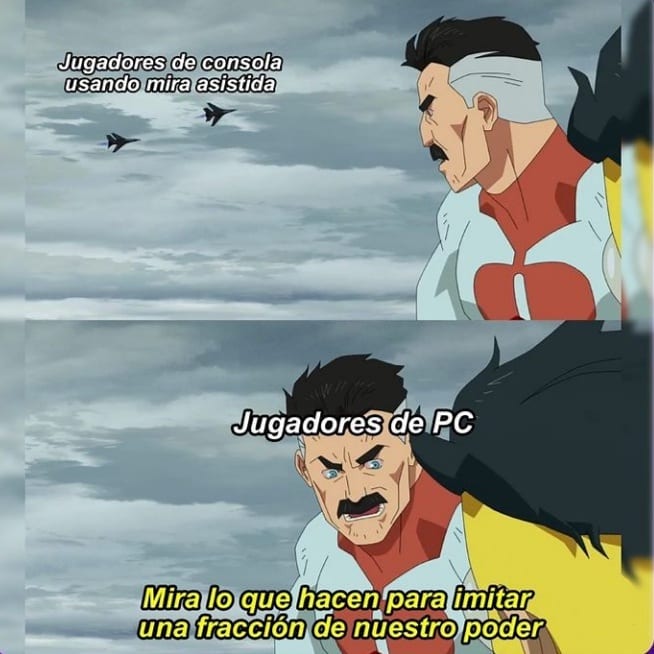 Jugadores de consola
usando mira asistida
Jugadores de PC
Mira lo que hacen para imitar
una fracción de nuestro poder